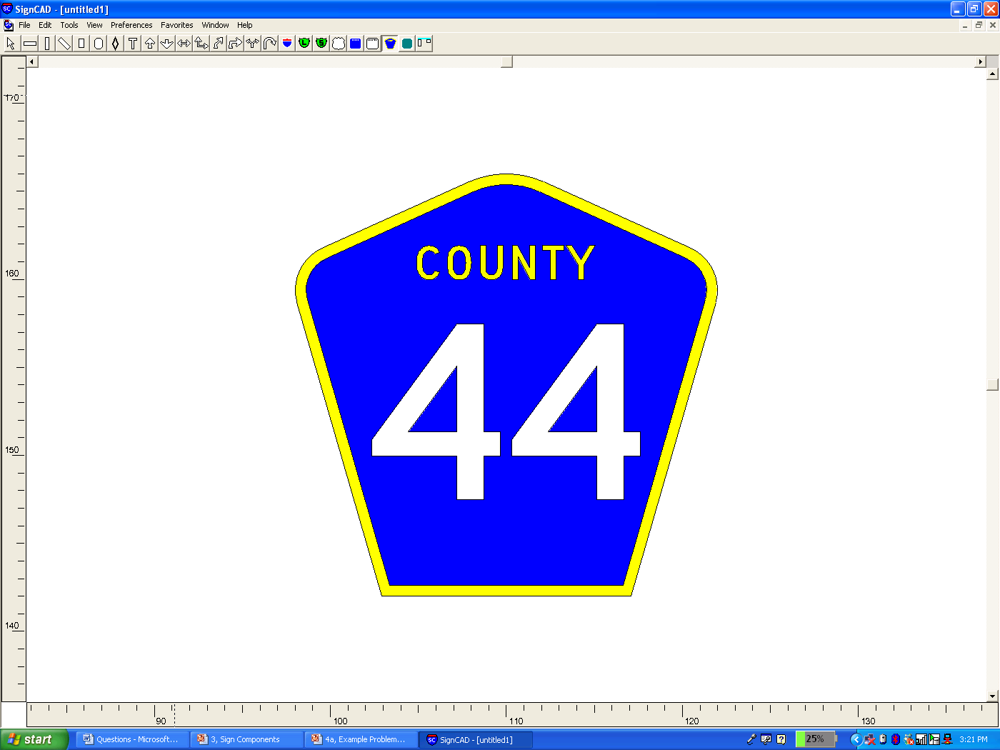 SignCAD - [untitled1]
File Edit Tools View Preferences Favorites Window Help
170
160
150
140
COUNTY
44
90 100 110 120 130
start Questions - Microsoft... 3, Sign Components 4a, Example Problem... SignCAD - [untitled1] 25% 3:21 PM